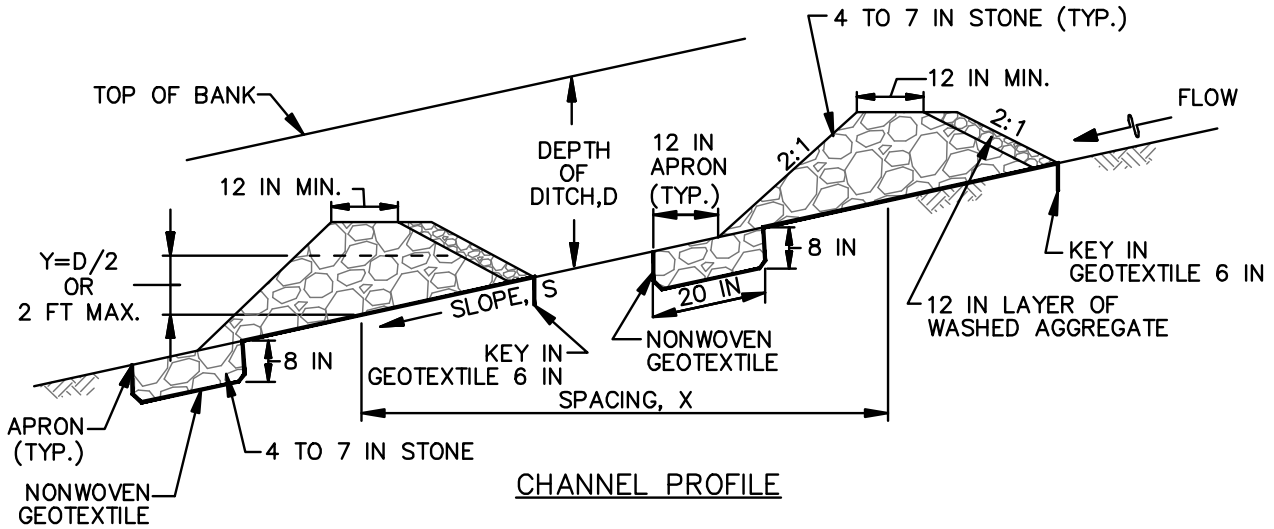 4 TO 7 IN STONE (TYP.)
TOP OF BANK
12 IN MIN.
FLOW
2:1
2:1
DEPTH
OF
DITCH,D
12 IN
APRON
(TYP.)
12 IN MIN.
8 IN
KEY IN
GEOTEXTILE 6 IN
Y=D/2
OR
2 FT MAX.
SLOPE, S
20 IN
12 IN LAYER OF
WASHED AGGREGATE
NONWOVEN
GEOTEXTILE
KEY IN
GEOTEXTILE 6 IN
8 IN
SPACING, X
APRON
(TYP.)
4 TO 7 IN STONE
NONWOVEN
GEOTEXTILE
CHANNEL PROFILE